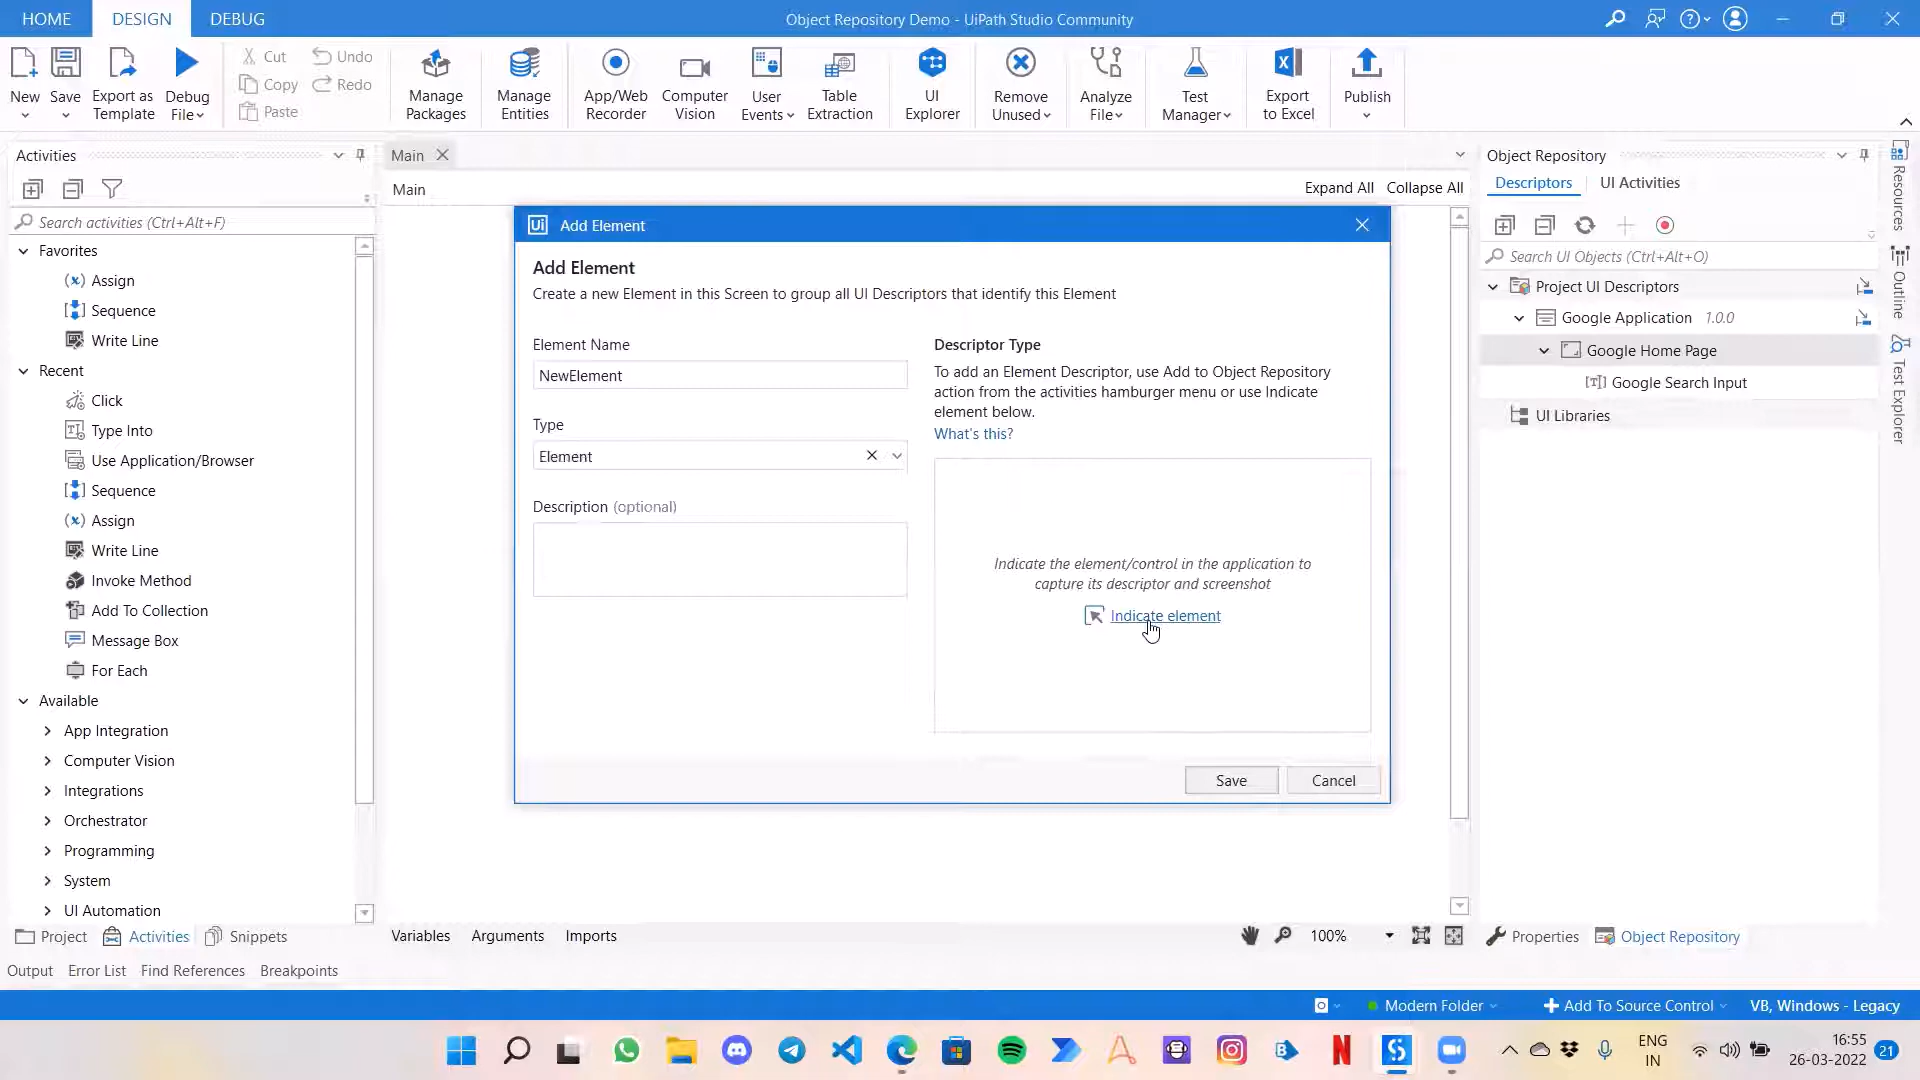 HOME DESIGN DEBUG Object Repository Demo - UiPath Studio Community
New Save Export as Template Debug File Cut Copy Paste Undo Redo Manage Packages Manage Entities App/Web Recorder Computer Vision User Events Table Extraction UI Explorer Remove Unused Analyze File Test Manager Export to Excel Publish
Activities
Search activities (Ctrl+Alt+F)
Favorites
Assign
Sequence
Write Line
Recent
Click
Type Into
Use Application/Browser
Sequence
Assign
Write Line
Invoke Method
Add To Collection
Message Box
For Each
Available
App Integration
Computer Vision
Integrations
Orchestrator
Programming
System
UI Automation
Project Activities Snippets
Main
Main Expand All Collapse All
Ui Add Element
Add Element
Create a new Element in this Screen to group all UI Descriptors that identify this Element
Element Name
NewElement
Type
Element
Description (optional)
Descriptor Type
To add an Element Descriptor, use Add to Object Repository
action from the activities hamburger menu or use Indicate
element below.
What's this?
Indicate the element/control in the application to
capture its descriptor and screenshot
Indicate element
Save Cancel
Variables Arguments Imports 100%
Object Repository
Descriptors UI Activities
Search UI Objects (Ctrl+Alt+O)
Project UI Descriptors
Google Application 1.0.0
Google Home Page
Google Search Input
UI Libraries
Properties Object Repository
Resources
Outline
Test Explorer
Output Error List Find References Breakpoints
Modern Folder Add To Source Control VB, Windows - Legacy
ENG
IN
16:55
26-03-2022
21